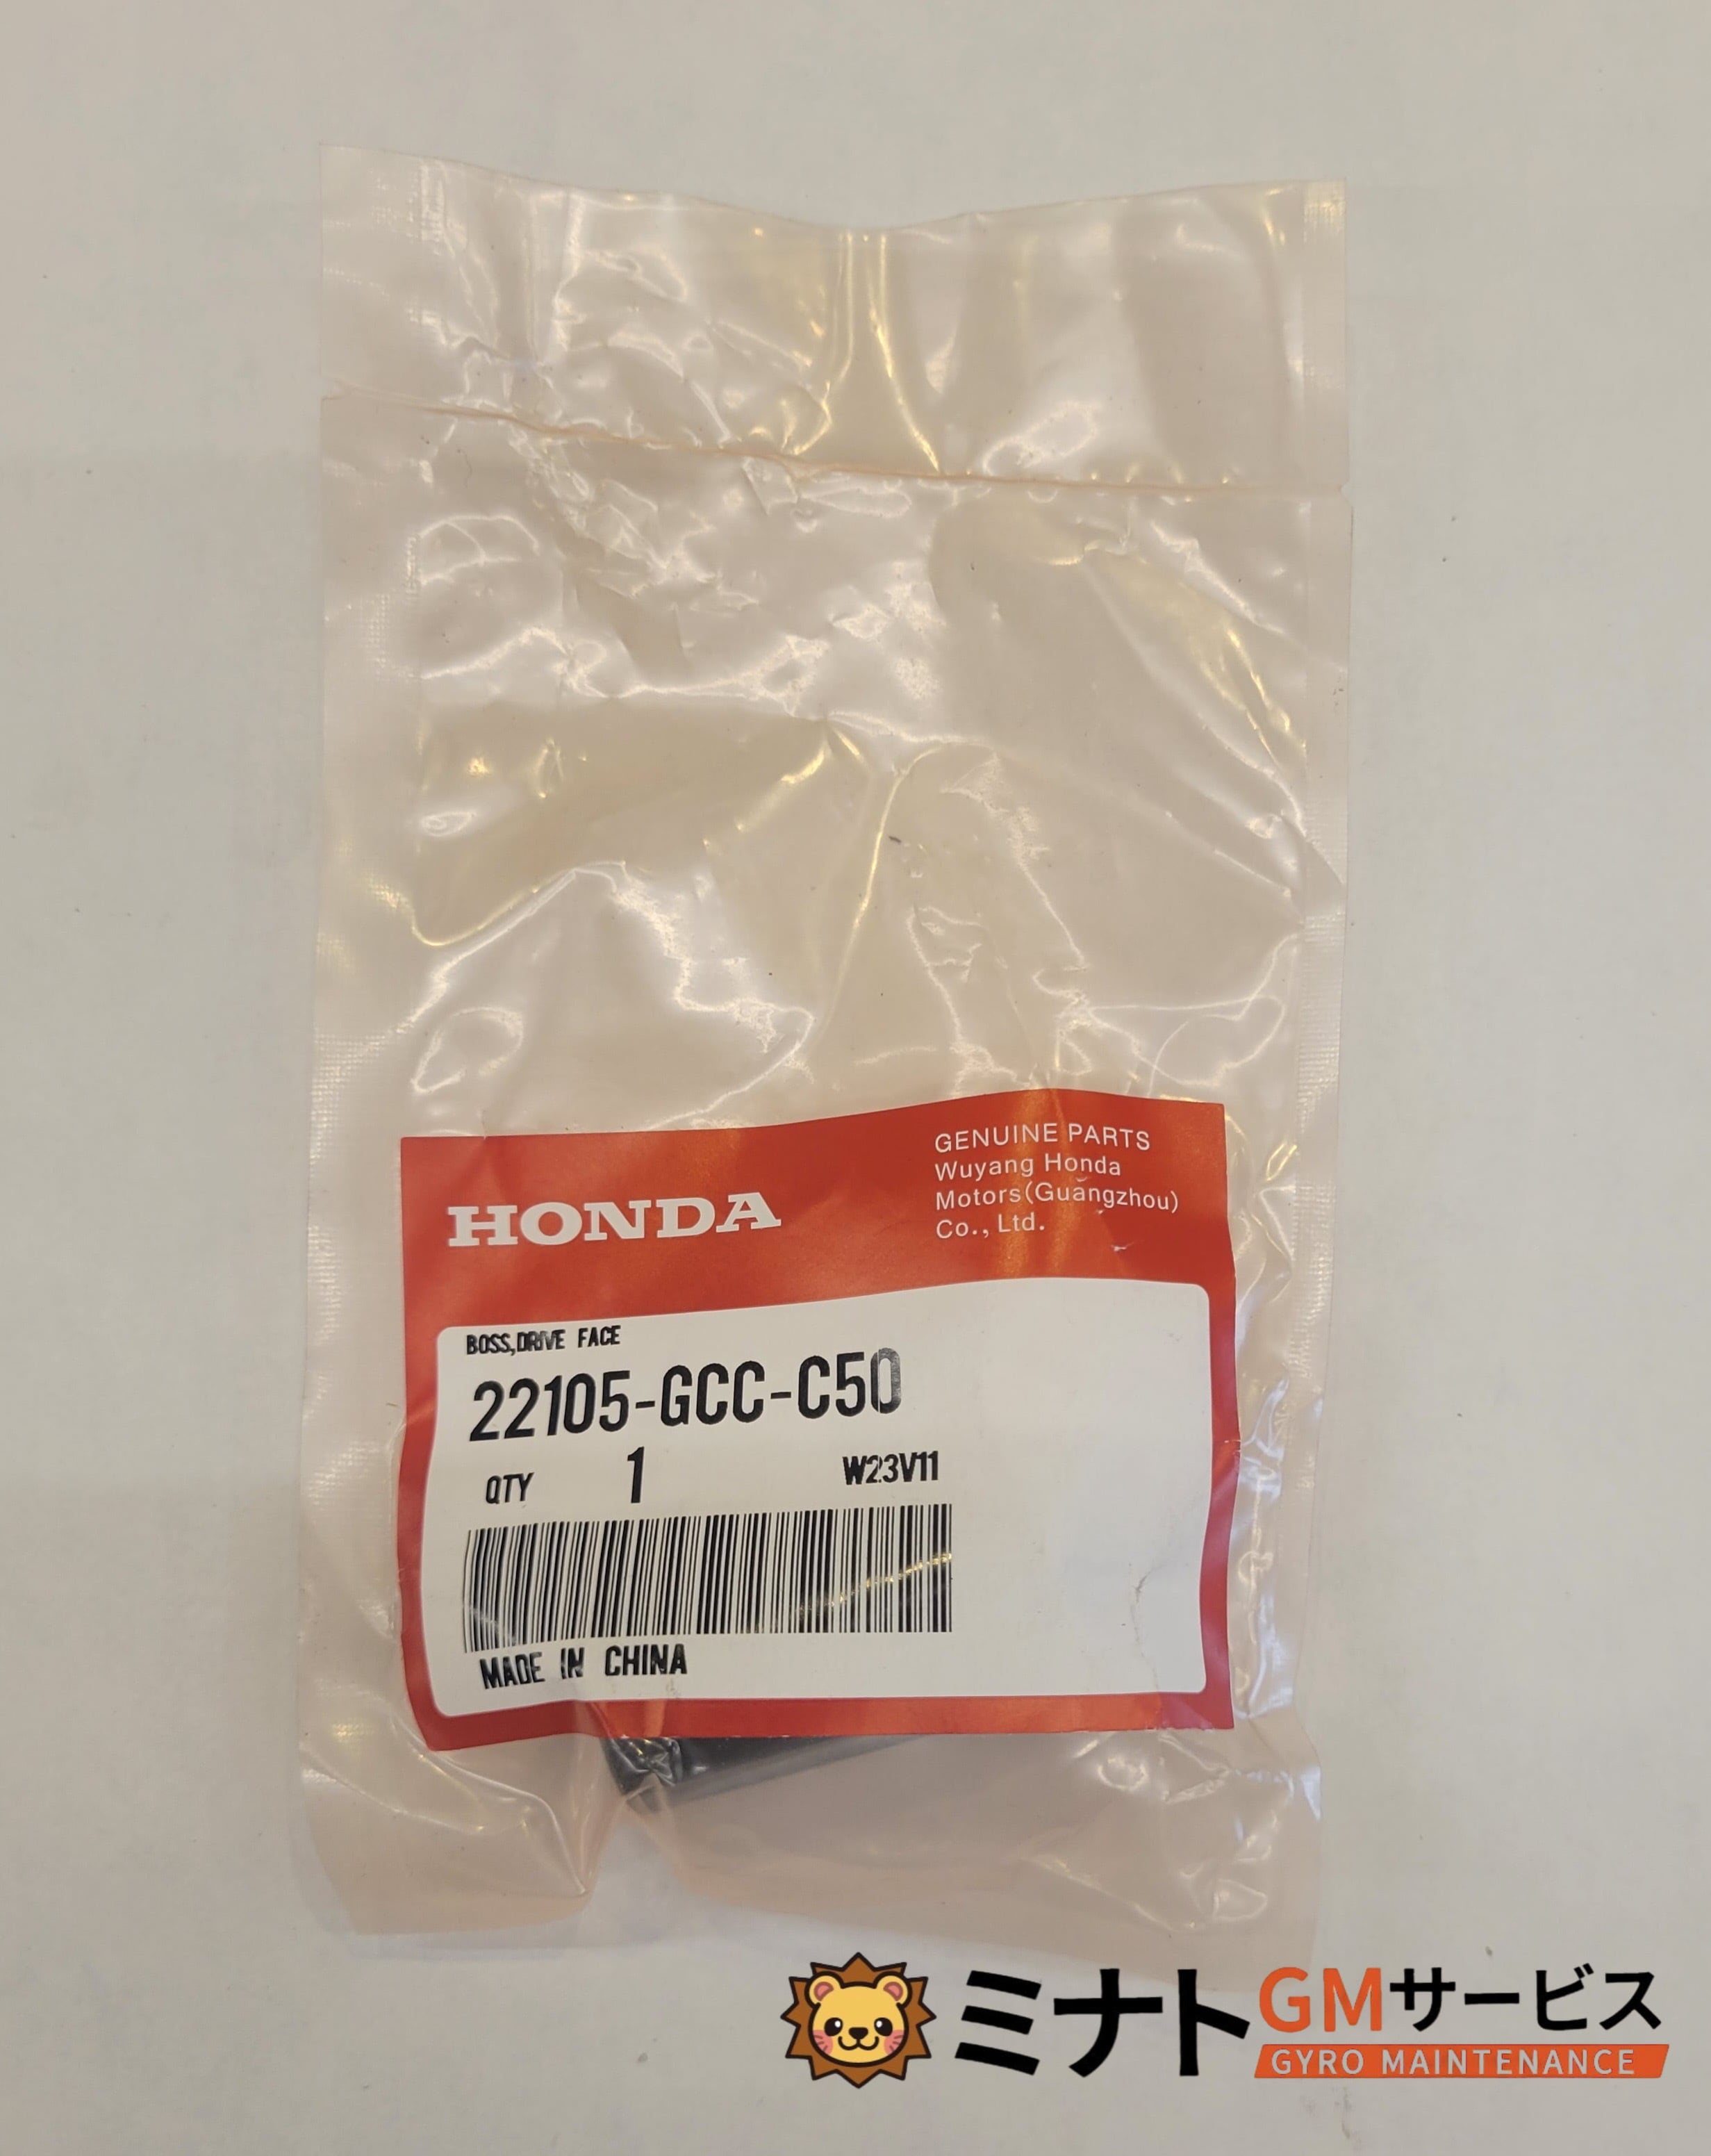 HONDA
GENUINE PARTS
Wuyang Honda
Motors(Guangzhou)
Co., Ltd.
BOSS,DRIVE FACE
22105-GCC-C50
QTY 1 W23V11
MADE IN CHINA
ミナトGMサービス
GYRO MAINTENANCE